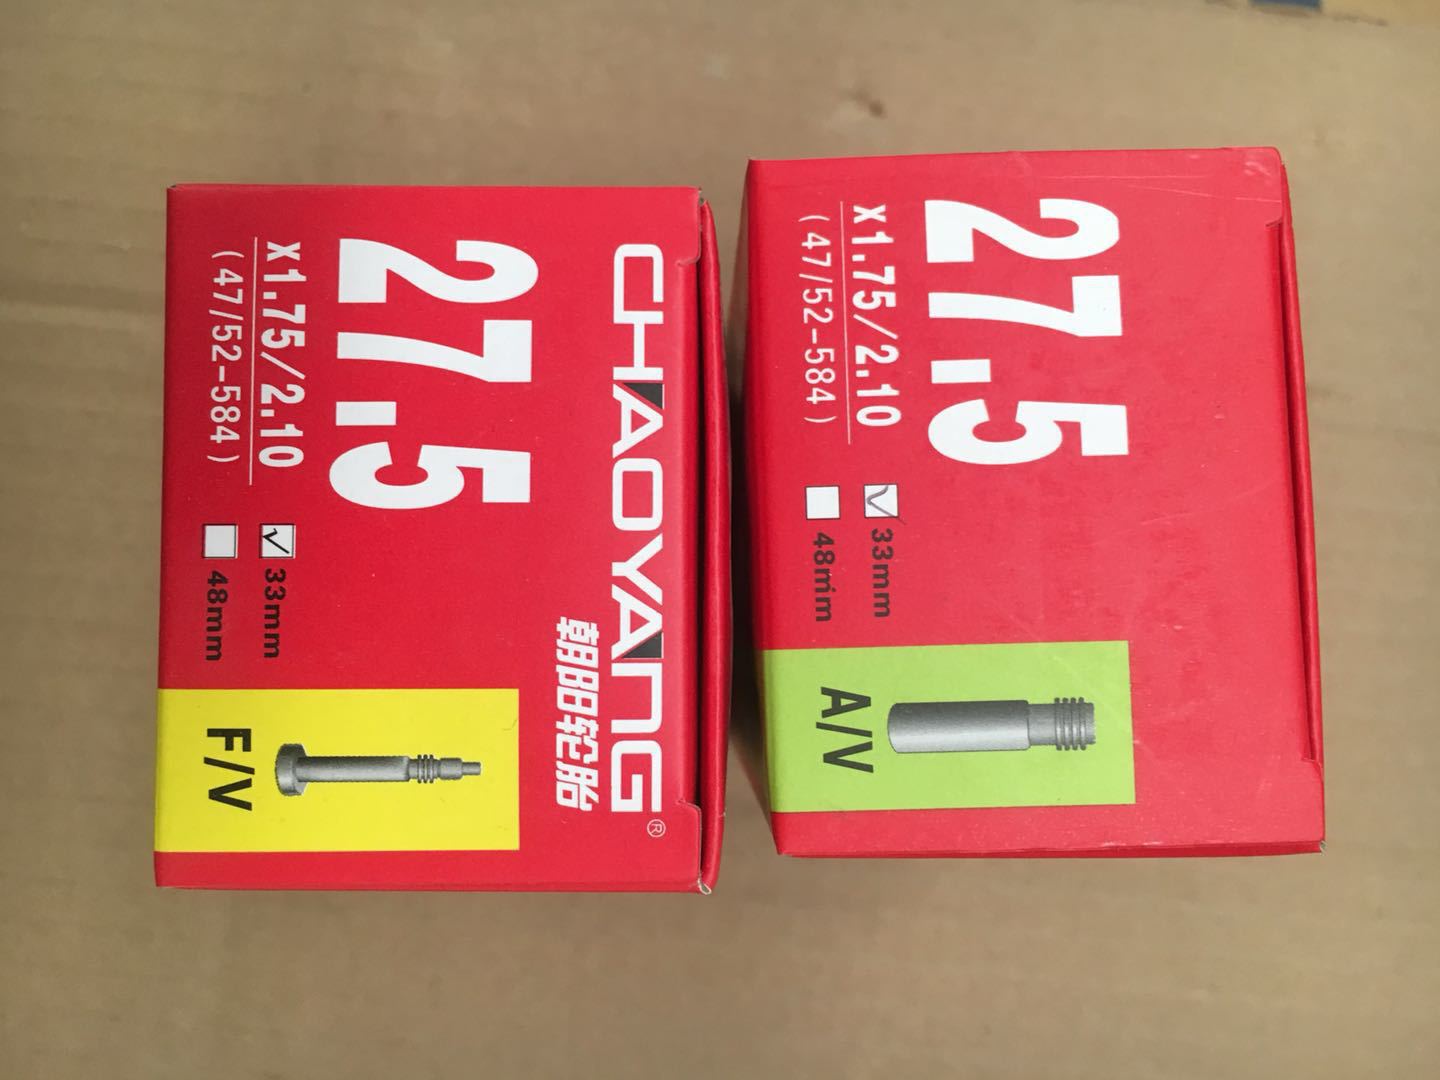 CHAOYANG®
朝阳轮胎
27.5
X1.75/2.10
(47/52-584)
√ 33mm
48mm
F/V
27.5
X1.75/2.10
(47/52-584)
√ 33mm
48mm
A/V